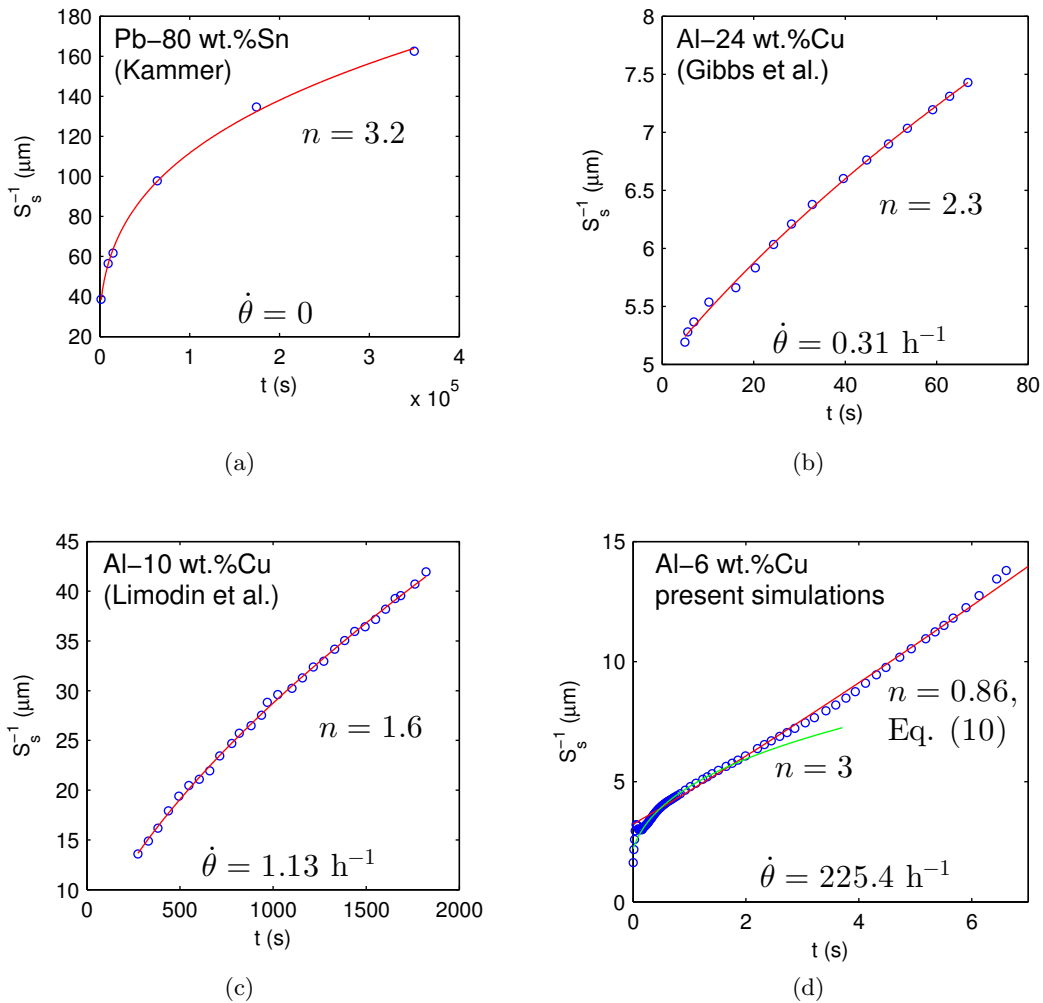 180
160
140
120
100
80
60
40
20
S_s^{-1} (μm)
Pb−80 wt.%Sn
(Kammer)
n = 3.2
θ̇ = 0
0 1 2 3 4
t (s)
x 10^5
(a)
8
7.5
7
6.5
6
5.5
5
S_s^{-1} (μm)
Al−24 wt.%Cu
(Gibbs et al.)
n = 2.3
θ̇ = 0.31 h^{−1}
0 20 40 60 80
t (s)
(b)
45
40
35
30
25
20
15
10
S_s^{-1} (μm)
Al−10 wt.%Cu
(Limodin et al.)
n = 1.6
θ̇ = 1.13 h^{−1}
0 500 1000 1500 2000
t (s)
(c)
15
10
5
0
S_s^{-1} (μm)
Al−6 wt.%Cu
present simulations
n = 0.86,
Eq. (10)
n = 3
θ̇ = 225.4 h^{−1}
0 2 4 6
t (s)
(d)